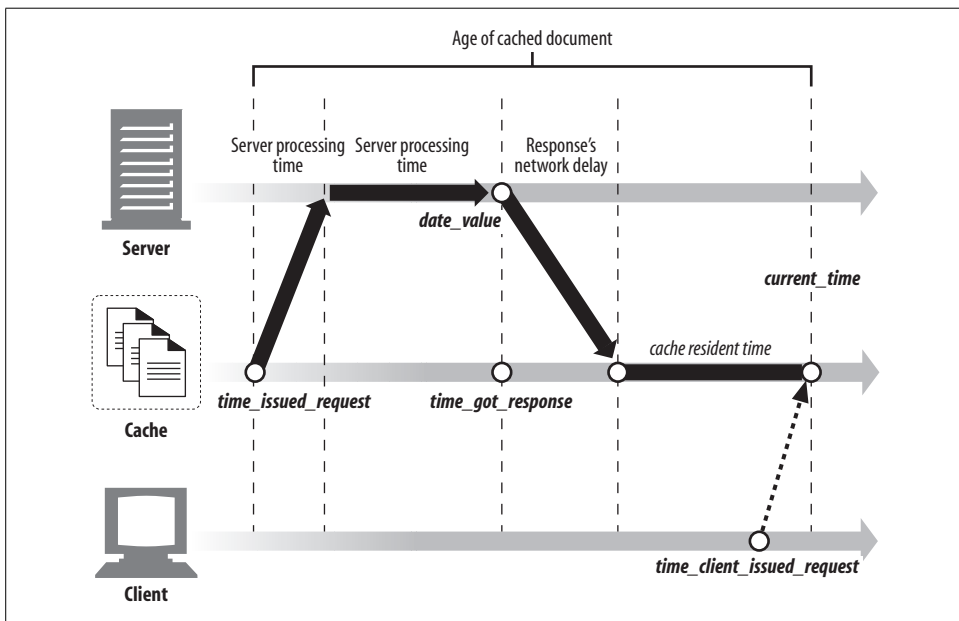 Age of cached document
Server processing
time
Server processing
time
Response's
network delay
date_value
Server
current_time
cache resident time
time_issued_request
time_got_response
Cache
time_client_issued_request
Client